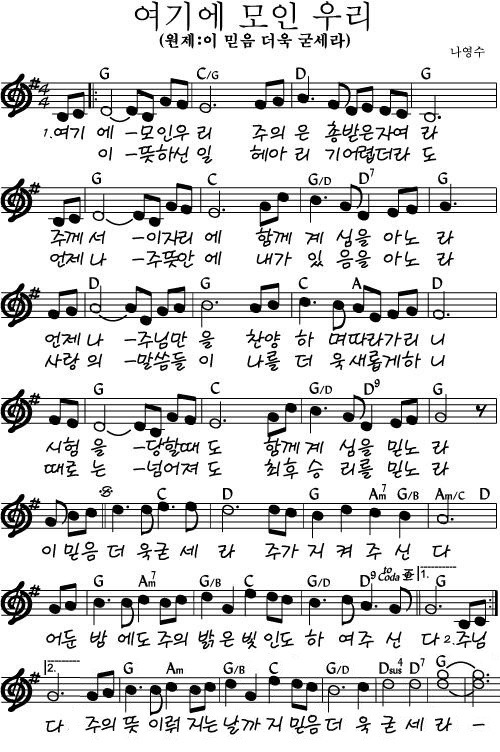 여기에 모인 우리
(원제:이 믿음 더욱 굳세라)
나영수
G C/G D G
1.여기 에 -모인우 리 주의 은 총받은자여 라
이 -뜻하신 일 헤아 리 기어렵더라 도
G C G/D D7 G
주께 서 -이자리 에 함께 계 심을 아노 라
언제 나 -주뜻안 에 내가 있 음을 아노 라
D G C A D
언제 나 -주님만 을 찬양 하 며따라가리 니
사랑 의 -말씀들 이 나를 더 욱새롭게하 니
G C G/D D9 G
시험 을 -당할때 도 함께 계 심을 믿노 라
때로 는 -넘어져 도 최후 승 리를 믿노 라
C D G Am7 G/B Am/C D
이 믿음 더 욱굳 세 라 주가 지 켜 주 신 다
G Am7 G/B C G/D D9 to Coda 1. G
어둔 밤 에도 주의 밝은 빛 인도 하 여주 신 다 2.주님
2. G Am G/B C G/D Dsus4 D7 G
다 주의 뜻 이뤄 지는 날까 지 믿음 더 욱 굳 세 라 -